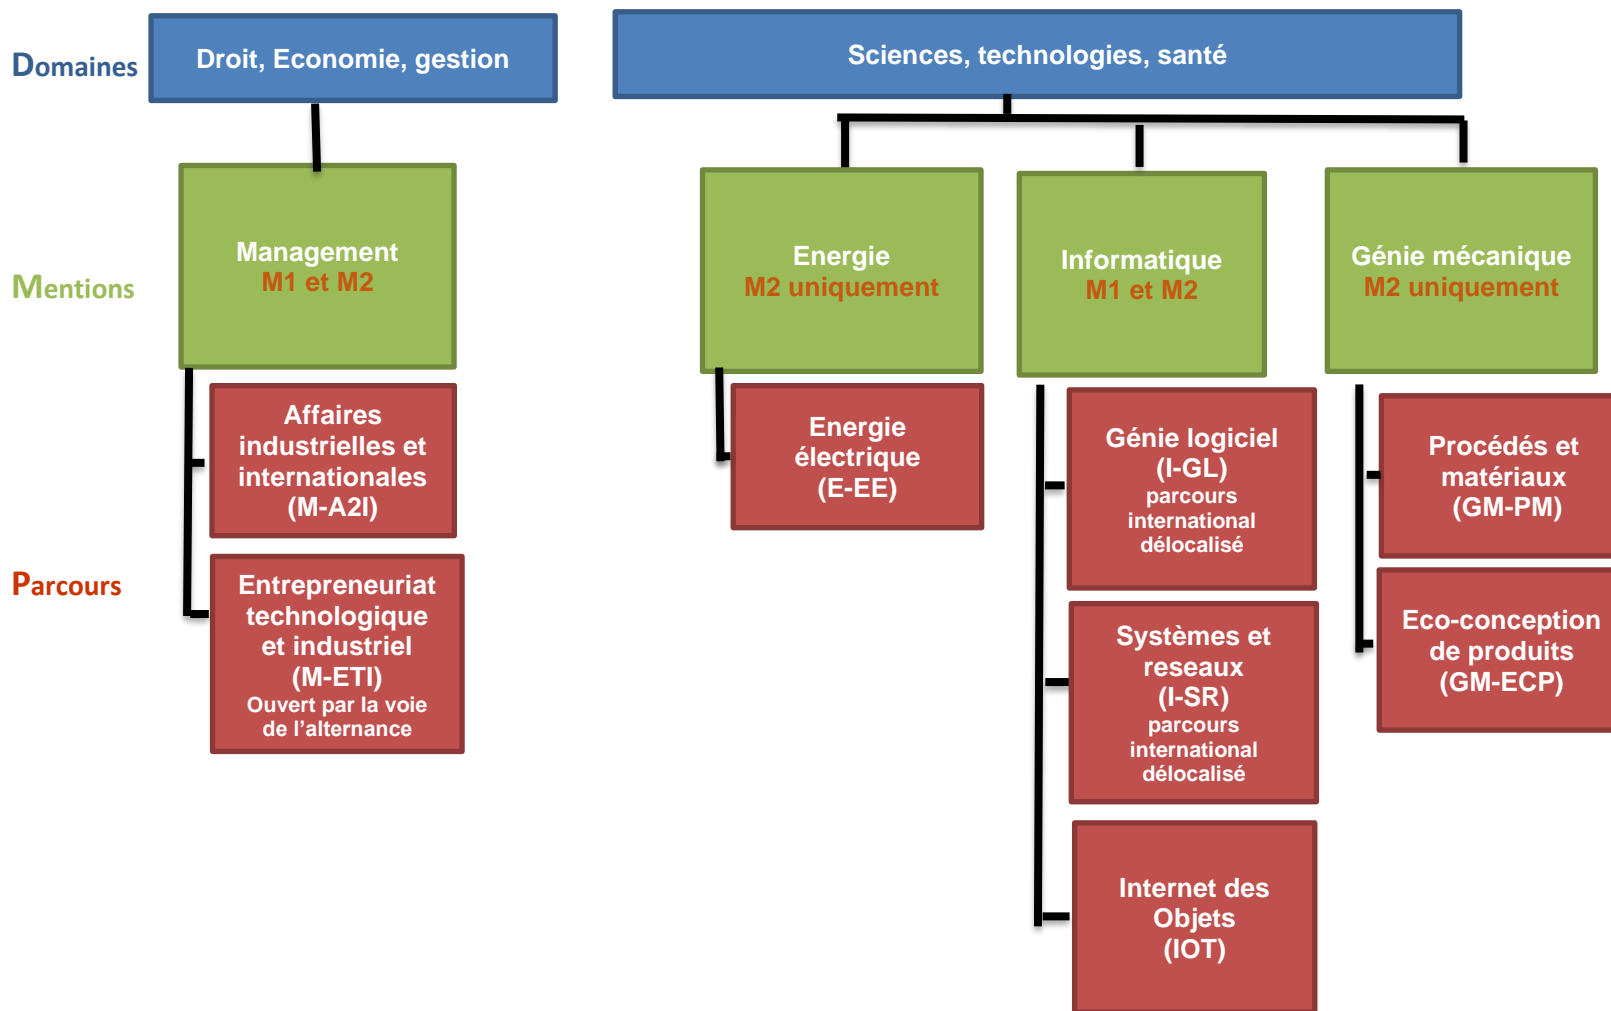 Domaines
Droit, Economie, gestion
Sciences, technologies, santé
Mentions
Management
M1 et M2
Energie
M2 uniquement
Informatique
M1 et M2
Génie mécanique
M2 uniquement
Parcours
Affaires
industrielles et
internationales
(M-A2I)
Entrepreneuriat
technologique
et industriel
(M-ETI)
Ouvert par la voie
de l’alternance
Energie
électrique
(E-EE)
Génie logiciel
(I-GL)
parcours
international
délocalisé
Systèmes et
reseaux
(I-SR)
parcours
international
délocalisé
Internet des
Objets
(IOT)
Procédés et
matériaux
(GM-PM)
Eco-conception
de produits
(GM-ECP)